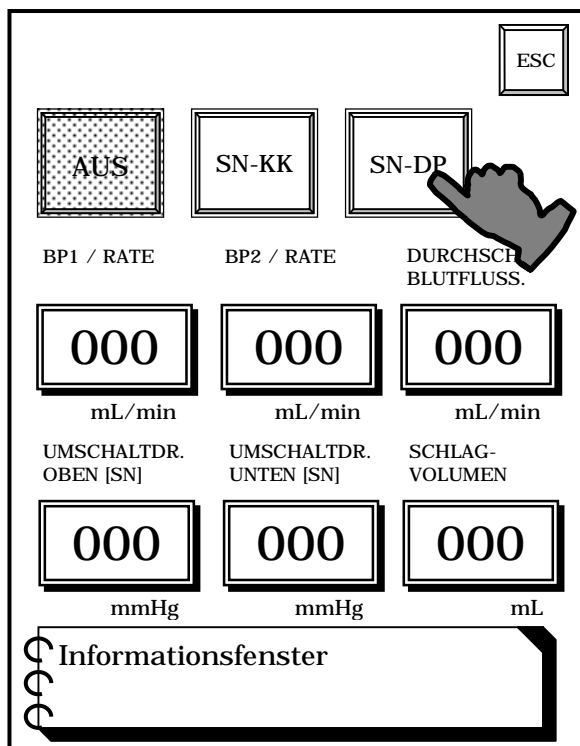 ESC
AUS
SN-KK
SN-DP
BP1 / RATE
BP2 / RATE
DURCHSCH
BLUTFLUSS.
000
000
000
mL/min
mL/min
mL/min
UMSCHALTDR.
OBEN [SN]
UMSCHALTDR.
UNTEN [SN]
SCHLAG-
VOLUMEN
000
000
000
mmHg
mmHg
mL
Informationsfenster